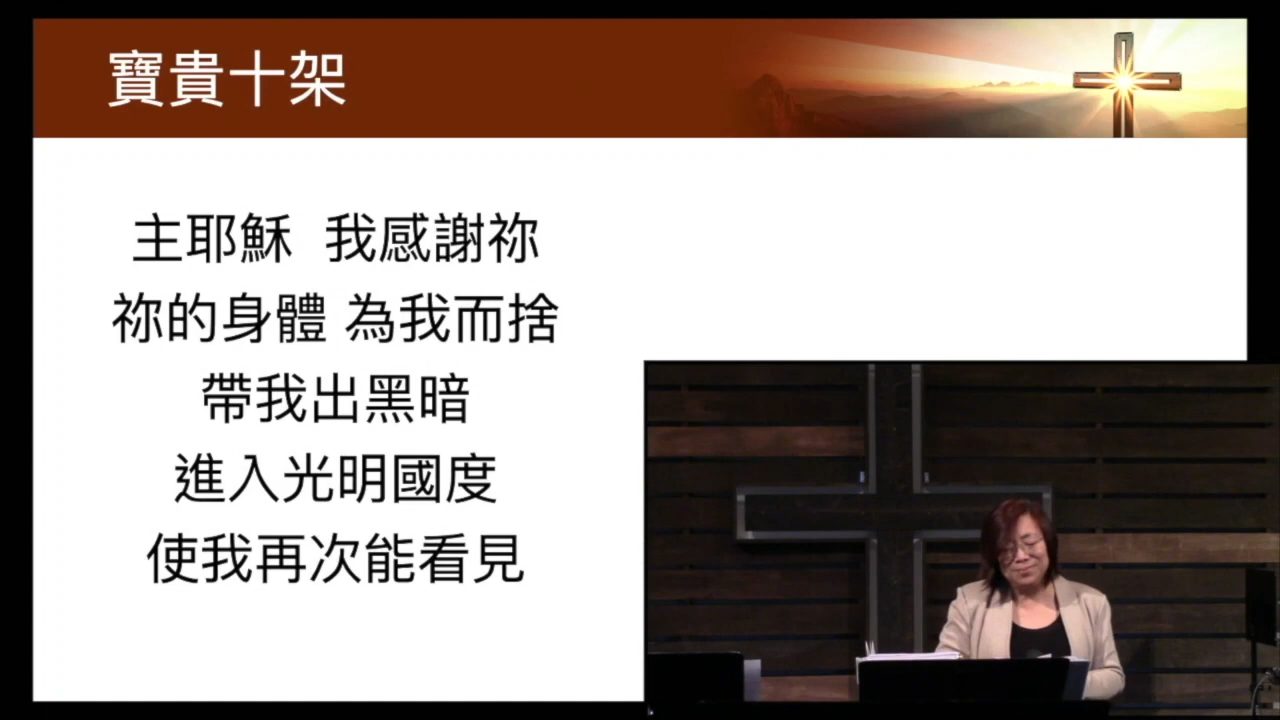 寶貴十架
主耶穌 我感謝祢
祢的身體 為我而捨
帶我出黑暗
進入光明國度
使我再次能看見